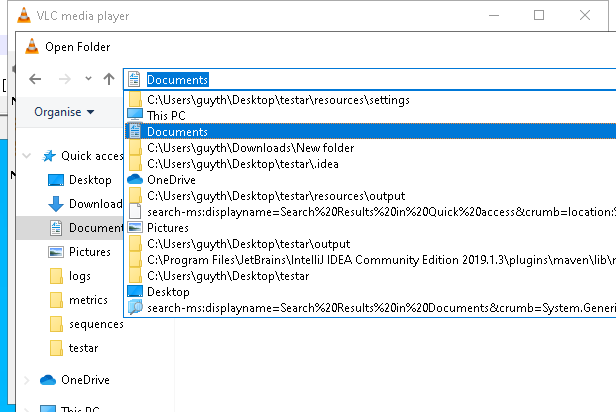 VLC media player
Open Folder
Documents
Organise
C:\Users\guyth\Desktop\testar\resources\settings
This PC
Documents
C:\Users\guyth\Downloads\New folder
C:\Users\guyth\Desktop\testar\.idea
OneDrive
C:\Users\guyth\Desktop\testar\resources\output
search-ms:displayname=Search%20Results%20in%20Quick%20access&crumb=location:
Pictures
C:\Users\guyth\Desktop\testar\output
C:\Program Files\JetBrains\IntelliJ IDEA Community Edition 2019.1.3\plugins\maven\lib\
C:\Users\guyth\Desktop\testar
Desktop
search-ms:displayname=Search%20Results%20in%20Documents&crumb=System.Generi
Quick acces
Desktop
Download
Document
Pictures
logs
metrics
sequences
testar
OneDrive
This PC